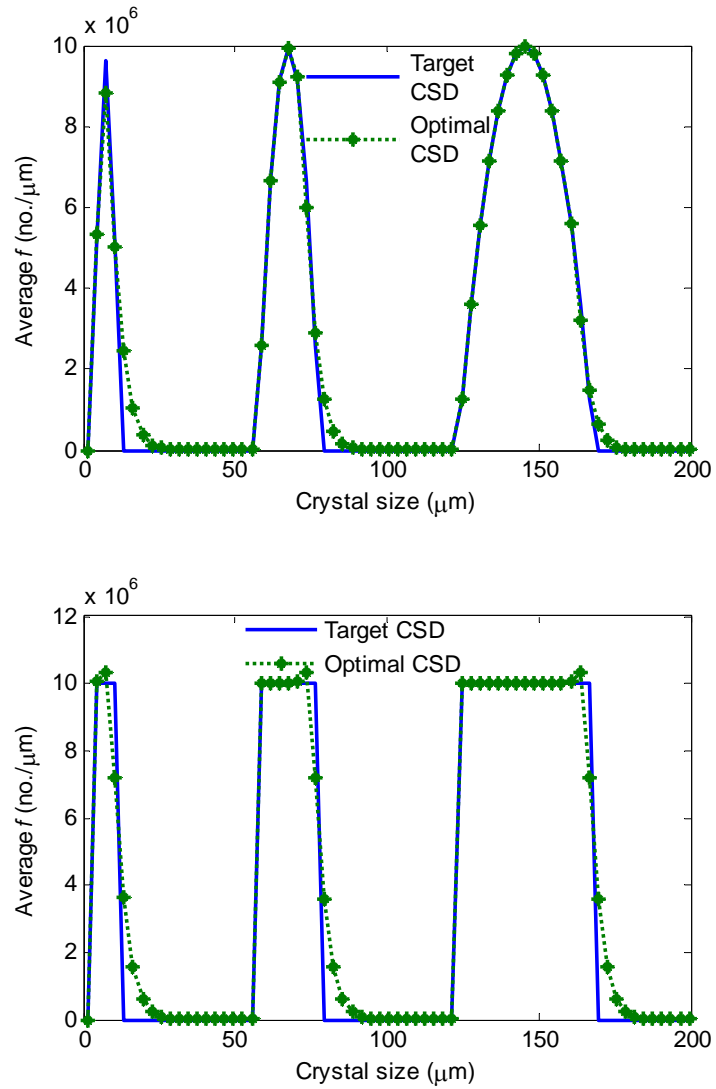 x 10^6
10
8
6
4
2
0
Average f (no./μm)
Target
CSD
Optimal
CSD
0 50 100 150 200
Crystal size (μm)
x 10^6
12
10
8
6
4
2
0
Average f (no./μm)
Target CSD
Optimal CSD
0 50 100 150 200
Crystal size (μm)